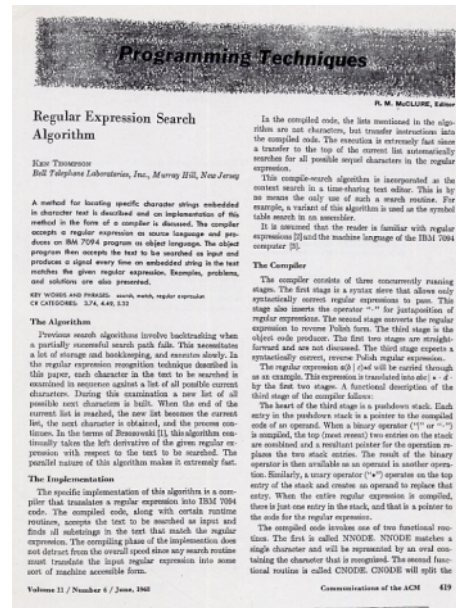 Programming Techniques
R. M. McCLURE, Editor
Regular Expression Search
Algorithm
KEN THOMPSON
Bell Telephone Laboratories, Inc., Murray Hill, New Jersey
A method for locating specific character strings embedded
in character text is described and an implementation of this
method in the form of a compiler is discussed. The compiler
accepts a regular expression as source language and pro-
duces an IBM 7094 program as object language. The object
program then accepts the text to be searched as input and
produces a signal every time an embedded string in the text
matches the given regular expression. Examples, problems,
and solutions are also presented.
KEY WORDS AND PHRASES: search, match, regular expression
CR CATEGORIES: 3.74, 4.49, 5.32
The Algorithm
Previous search algorithms involve backtracking when
a partially successful search path fails. This necessitates
a lot of storage and bookkeeping, and executes slowly. In
the regular expression recognition technique described in
this paper, each character in the text to be searched is
examined in sequence against a list of all possible current
characters. During this examination a new list of all
possible next characters is built. When the end of the
current list is reached, the new list becomes the current
list, the next character is obtained, and the process con-
tinues. In the terms of Brzozowski [1], this algorithm con-
tinually takes the left derivative of the given regular ex-
pression with respect to the text to be searched. The
parallel nature of this algorithm makes it extremely fast.
The Implementation
The specific implementation of this algorithm is a com-
piler that translates a regular expression into IBM 7094
code. The compiled code, along with certain runtime
routines, accepts the text to be searched as input and
finds all substrings in the text that match the regular
expression. The compiling phase of the implementation does
not detract from the overall speed since any search routine
must translate the input regular expression into some
sort of machine accessible form.
In the compiled code, the lists mentioned in the algo-
rithm are not characters, but transfer instructions into
the compiled code. The execution is extremely fast since
a transfer to the top of the current list automatically
searches for all possible sequel characters in the regular
expression.
This compile-search algorithm is incorporated as the
context search in a time-sharing text editor. This is by
no means the only use of such a search routine. For
example, a variant of this algorithm is used as the symbol
table search in an assembler.
It is assumed that the reader is familiar with regular
expressions [2] and the machine language of the IBM 7094
computer [3].
The Compiler
The compiler consists of three concurrently running
stages. The first stage is a syntax sieve that allows only
syntactically correct regular expressions to pass. This
stage also inserts the operator "·" for juxtaposition of
regular expressions. The second stage converts the regular
expression to reverse Polish form. The third stage is the
object code producer. The first two stages are straight-
forward and are not discussed. The third stage expects a
syntactically correct, reverse Polish regular expression.
The regular expression a(b | c)*d will be carried through
as an example. This expression is translated into abc | * · d ·
by the first two stages. A functional description of the
third stage of the compiler follows:
The heart of the third stage is a pushdown stack. Each
entry in the pushdown stack is a pointer to the compiled
code of an operand. When a binary operator ("|" or "·")
is compiled, the top (most recent) two entries on the stack
are combined and a resultant pointer for the operation re-
places the two stack entries. The result of the binary
operator is then available as an operand in another opera-
tion. Similarly, a unary operator ("*") operates on the top
entry of the stack and creates an operand to replace that
entry. When the entire regular expression is compiled,
there is just one entry in the stack, and that is a pointer to
the code for the regular expression.
The compiled code invokes one of two functional rou-
tines. The first is called NNODE. NNODE matches a
single character and will be represented by an oval con-
taining the character that is recognized. The second func-
tional routine is called CNODE. CNODE will split the
Volume 11 / Number 6 / June, 1968
Communications of the ACM 419